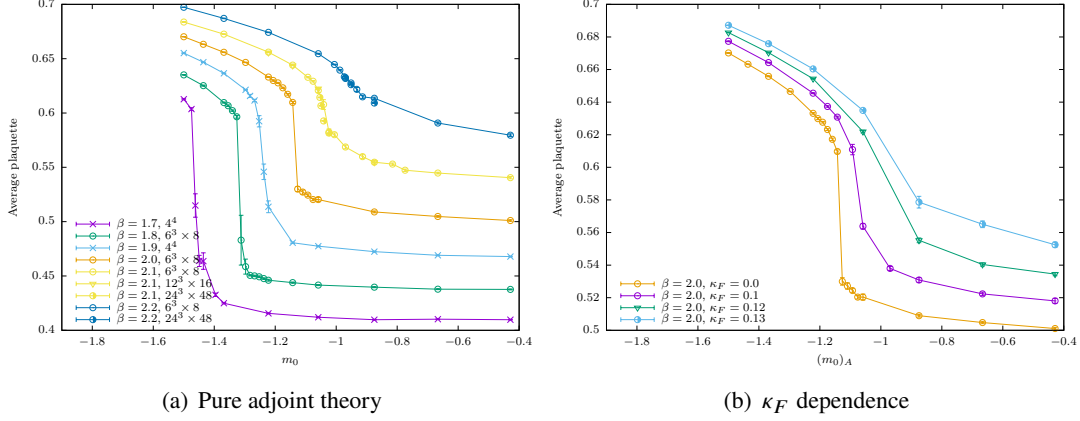 0.7
0.65
0.6
0.55
0.5
0.45
0.4
Average plaquette
β = 1.7, 4⁴
β = 1.8, 6³ × 8
β = 1.9, 4⁴
β = 2.0, 6³ × 8
β = 2.1, 6³ × 8
β = 2.1, 12³ × 16
β = 2.1, 24³ × 48
β = 2.2, 6³ × 8
β = 2.2, 24³ × 48
−1.8 −1.6 −1.4 −1.2 −1 −0.8 −0.6 −0.4
m₀
(a) Pure adjoint theory
0.7
0.68
0.66
0.64
0.62
0.6
0.58
0.56
0.54
0.52
0.5
Average plaquette
β = 2.0, κF = 0.0
β = 2.0, κF = 0.1
β = 2.0, κF = 0.12
β = 2.0, κF = 0.13
−1.8 −1.6 −1.4 −1.2 −1 −0.8 −0.6 −0.4
(m₀)A
(b) κF dependence